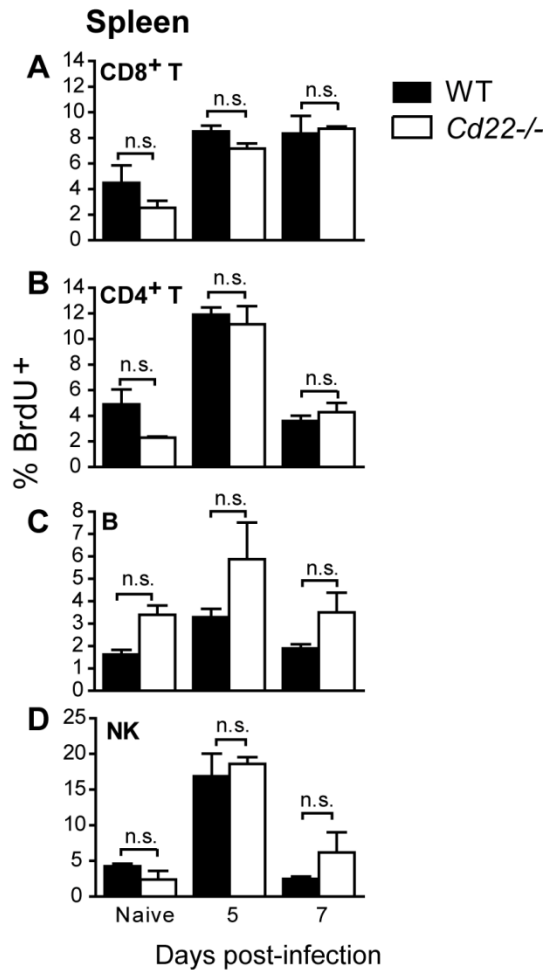 Spleen
A
CD8+ T
14
12
10
8
6
4
2
0
n.s.
n.s.
n.s.
WT
Cd22-/-
B
CD4+ T
14
12
10
8
6
4
2
0
n.s.
n.s.
n.s.
% BrdU+
C
B
8
7
6
5
4
3
2
1
0
n.s.
n.s.
n.s.
D
NK
25
20
15
10
5
0
n.s.
n.s.
n.s.
Naive 5 7
Days post-infection